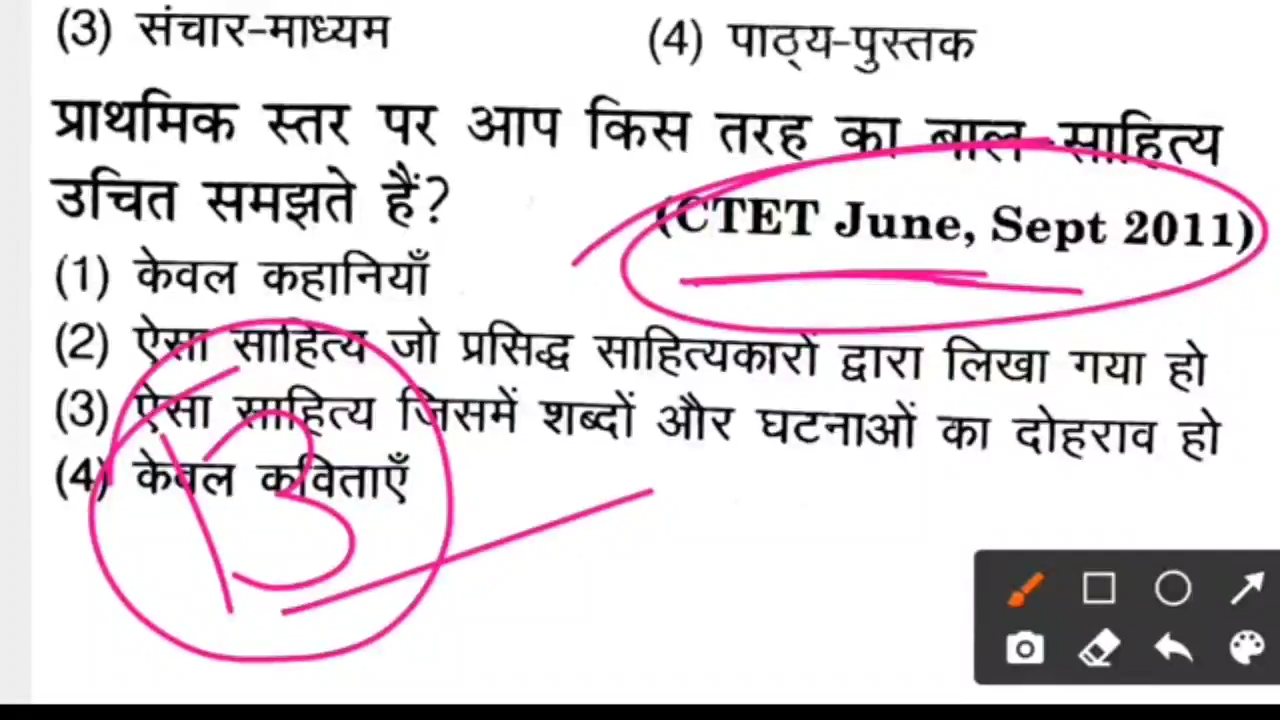 (3) संचार-माध्यम (4) पाठ्य-पुस्तक
प्राथमिक स्तर पर आप किस तरह का बाल साहित्य
उचित समझते हैं? (CTET June, Sept 2011)
(1) केवल कहानियाँ
(2) ऐसा साहित्य जो प्रसिद्ध साहित्यकारों द्वारा लिखा गया हो
(3) ऐसा साहित्य जिसमें शब्दों और घटनाओं का दोहराव हो
(4) केवल कविताएँ
13